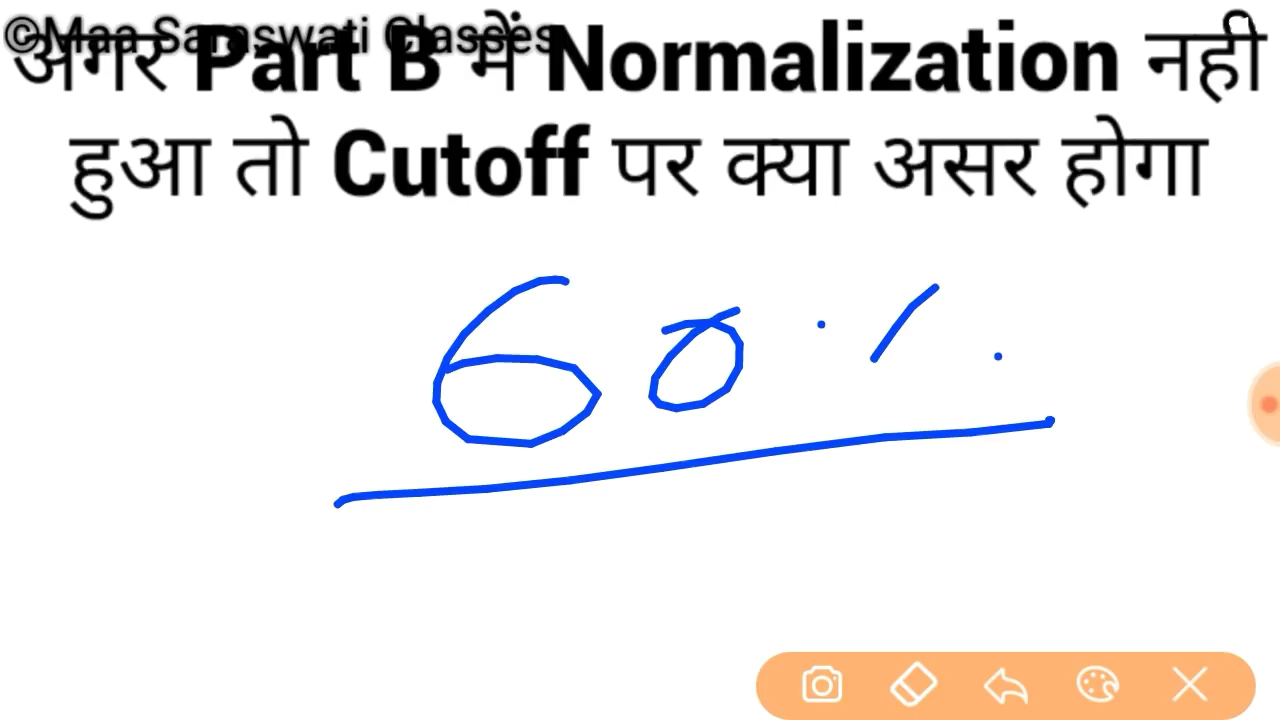 ©Maa Saraswati Classes
अगर Part B में Normalization नही
हुआ तो Cutoff पर क्या असर होगा
60 %